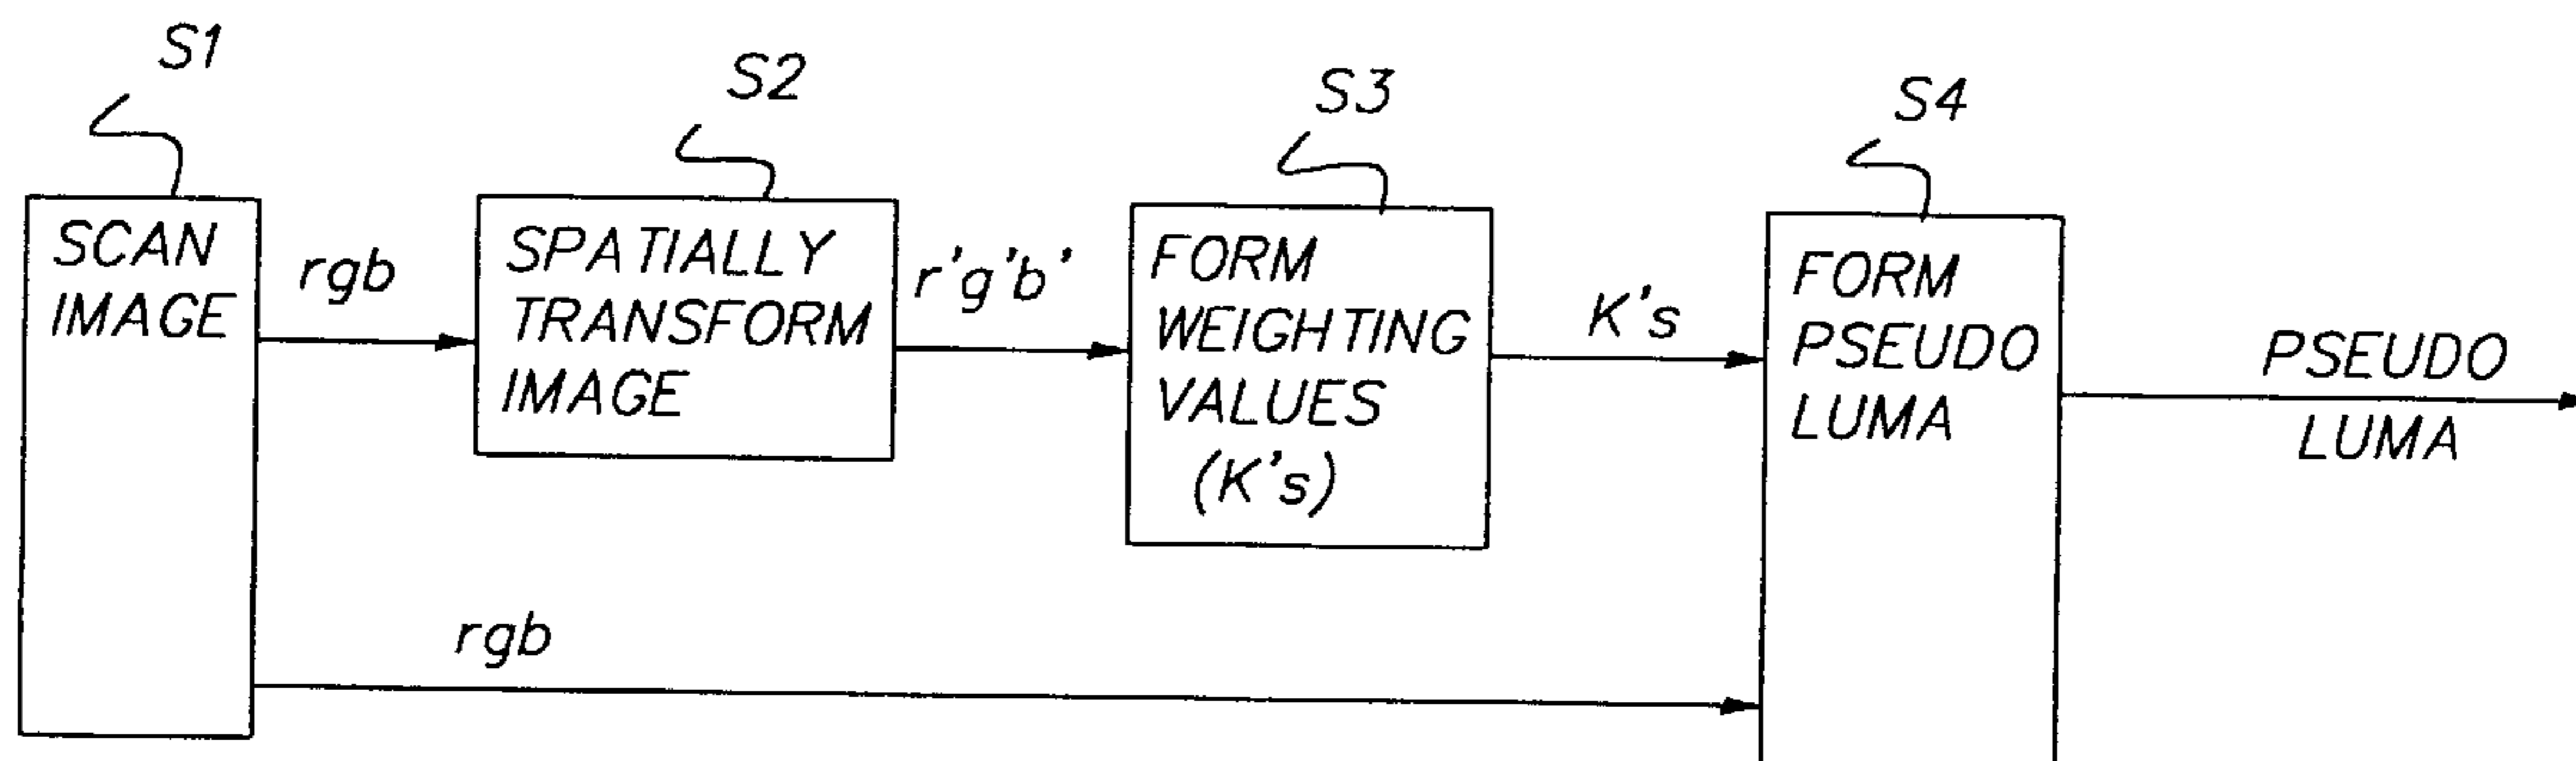 S1
S2
S3
S4
SCAN
IMAGE
rgb
SPATIALLY
TRANSFORM
IMAGE
r'g'b'
FORM
WEIGHTING
VALUES
(K's)
K's
FORM
PSEUDO
LUMA
PSEUDO
LUMA
rgb